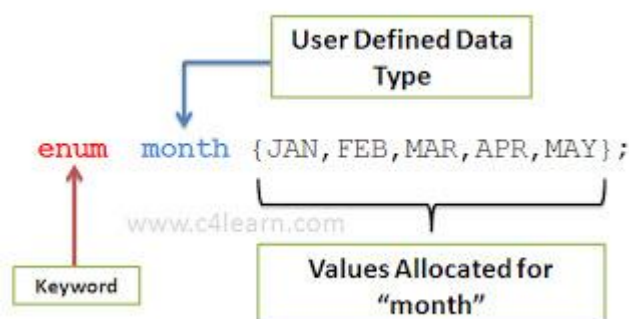 User Defined Data
Type
enum month {JAN,FEB,MAR,APR,MAY};
www.c4learn.com
Keyword
Values Allocated for
“month”